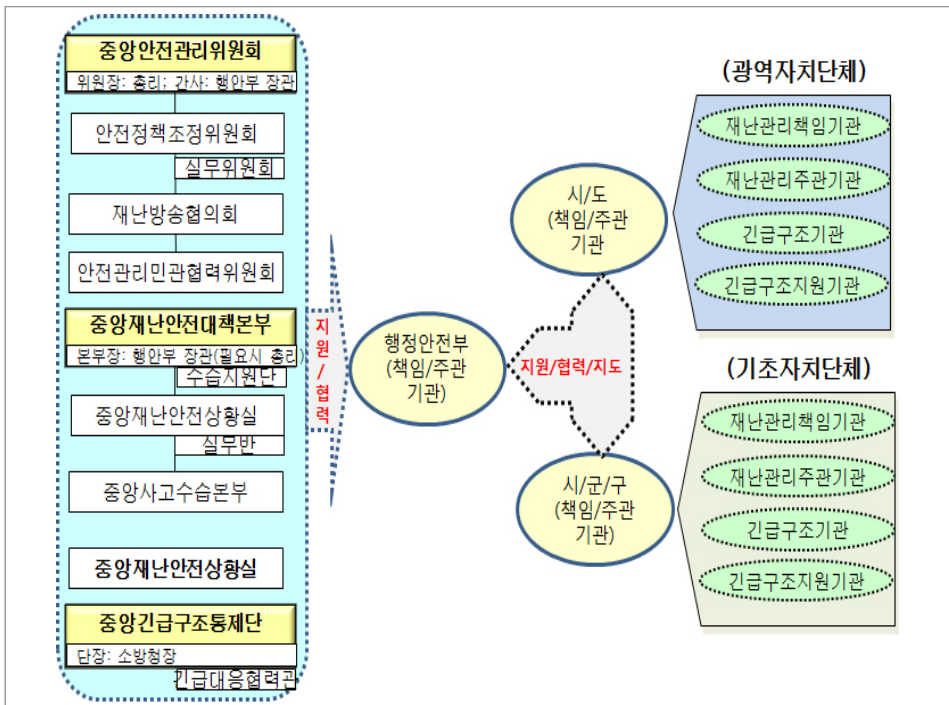 중앙안전관리위원회
위원장: 총리; 간사: 행안부 장관
안전정책조정위원회
실무위원회
재난방송협의회
안전관리민관협력위원회
중앙재난안전대책본부
본부장: 행안부 장관(필요시 총리)
수습지원단
중앙재난안전상황실
실무반
중앙사고수습본부
중앙재난안전상황실
중앙긴급구조통제단
단장: 소방청장
긴급대응협력관
지원/협력
행정안전부
(책임/주관
기관)
지원/협력/지도
시/도
(책임/주관
기관)
시/군/구
(책임/주관
기관)
(광역자치단체)
재난관리책임기관
재난관리주관기관
긴급구조기관
긴급구조지원기관
(기초자치단체)
재난관리책임기관
재난관리주관기관
긴급구조기관
긴급구조지원기관